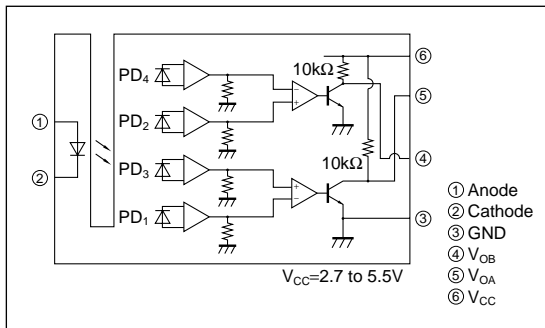 PD4
10kΩ
⑥
⑤
PD2
①
10kΩ
PD3
④
②
PD1
③
− +
+ −
VCC=2.7 to 5.5V
① Anode
② Cathode
③ GND
④ VOB
⑤ VOA
⑥ VCC